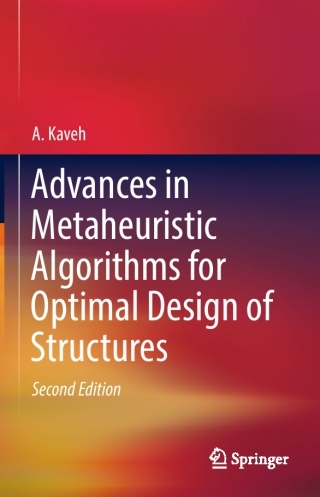 A. Kaveh
Advances in
Metaheuristic
Algorithms for
Optimal Design of
Structures
Second Edition
Springer